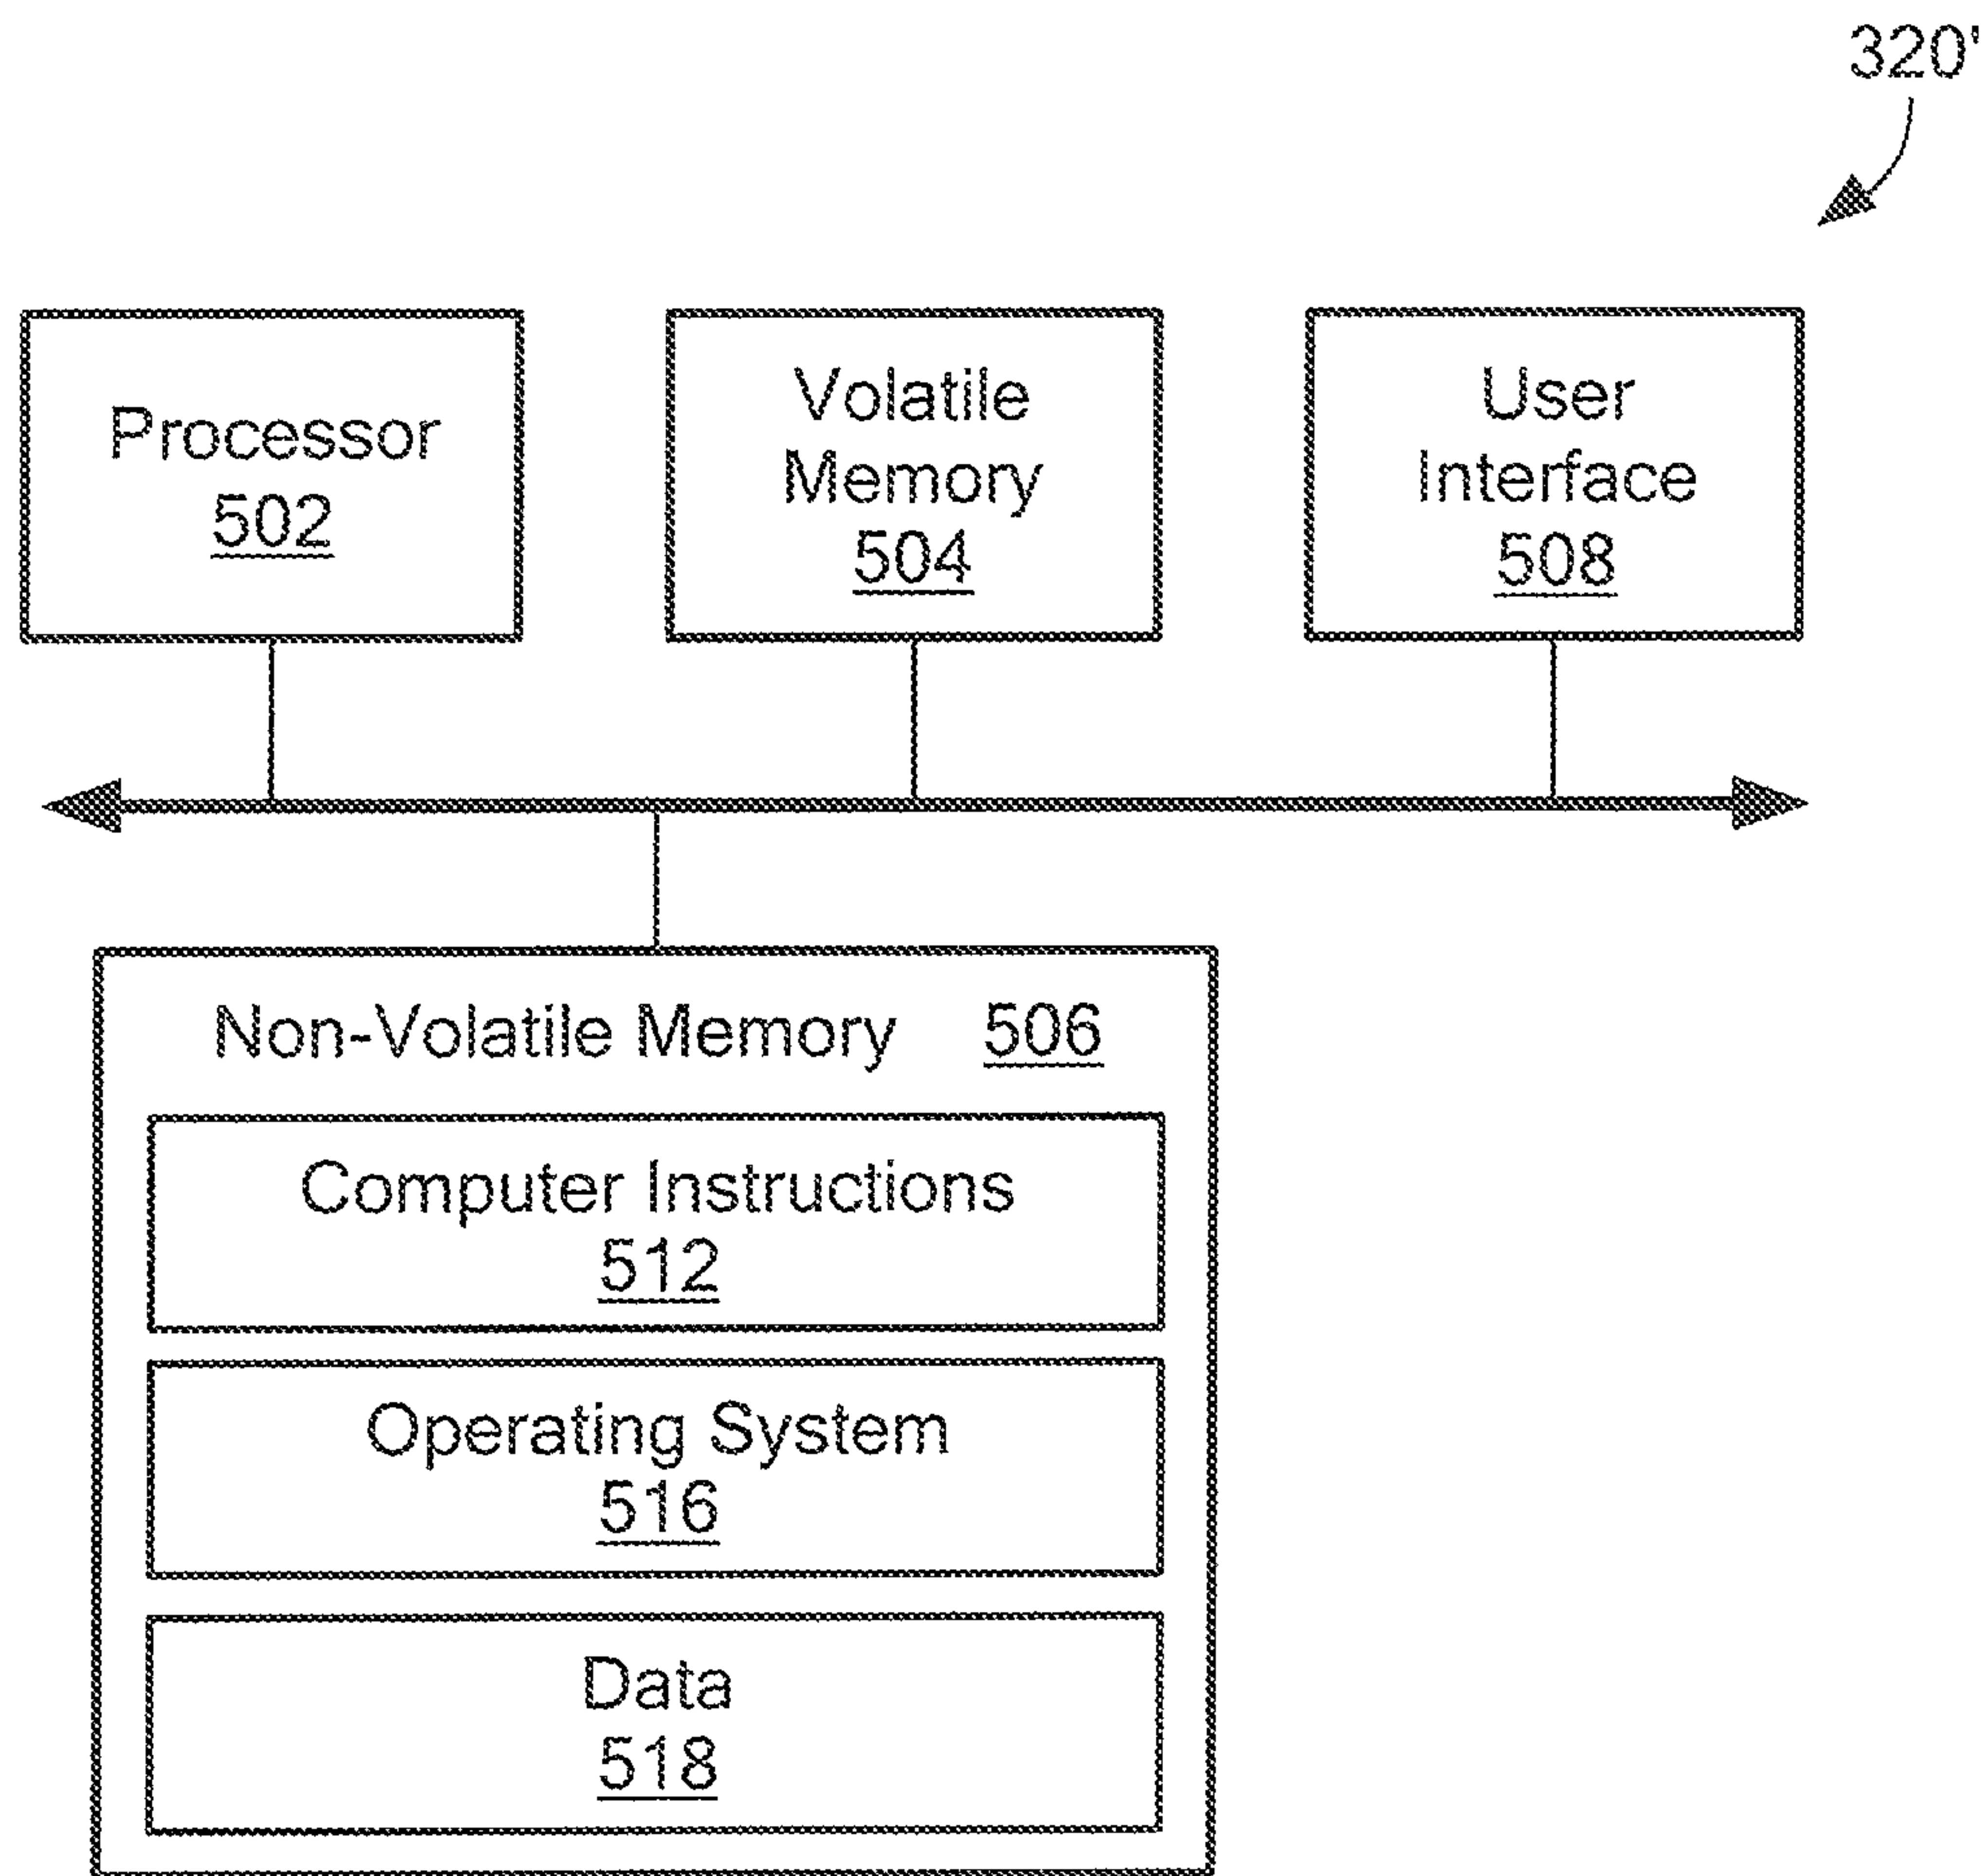 320'
Processor
502
Volatile
Memory
504
User
Interface
508
Non-Volatile Memory 506
Computer Instructions
512
Operating System
516
Data
518